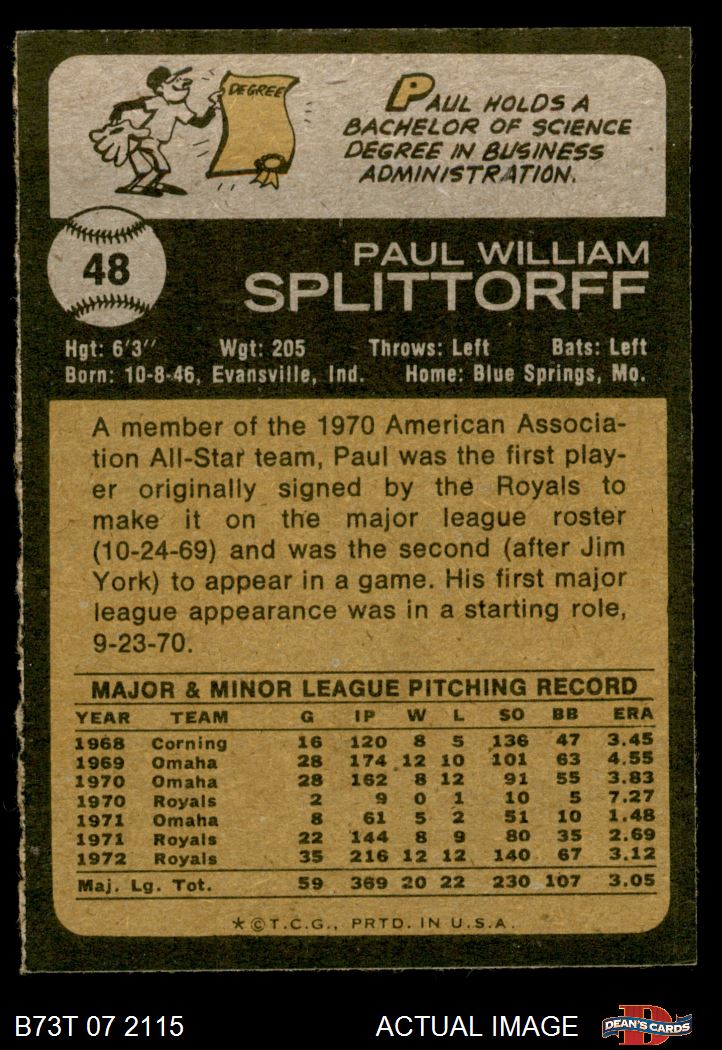 DEGREE
PAUL HOLDS A
BACHELOR OF SCIENCE
DEGREE IN BUSINESS
ADMINISTRATION.
48
PAUL WILLIAM
SPLITTORFF
Hgt: 6'3" Wgt: 205 Throws: Left Bats: Left
Born: 10-8-46, Evansville, Ind. Home: Blue Springs, Mo.
A member of the 1970 American Associa-
tion All-Star team, Paul was the first play-
er originally signed by the Royals to
make it on the major league roster
(10-24-69) and was the second (after Jim
York) to appear in a game. His first major
league appearance was in a starting role,
9-23-70.
MAJOR & MINOR LEAGUE PITCHING RECORD
YEAR TEAM G IP W L SO BB ERA
1968 Corning 16 120 8 5 136 47 3.45
1969 Omaha 28 174 12 10 101 63 4.55
1970 Omaha 28 162 8 12 91 55 3.83
1970 Royals 2 9 0 1 10 5 7.27
1971 Omaha 8 61 5 2 51 10 1.48
1971 Royals 22 144 8 9 80 35 2.69
1972 Royals 35 216 12 12 140 67 3.12
Maj. Lg. Tot. 59 369 20 22 230 107 3.05
*©T.C.G., PRTD. IN U.S.A.
B73T 07 2115 ACTUAL IMAGE D DEAN'S CARDS